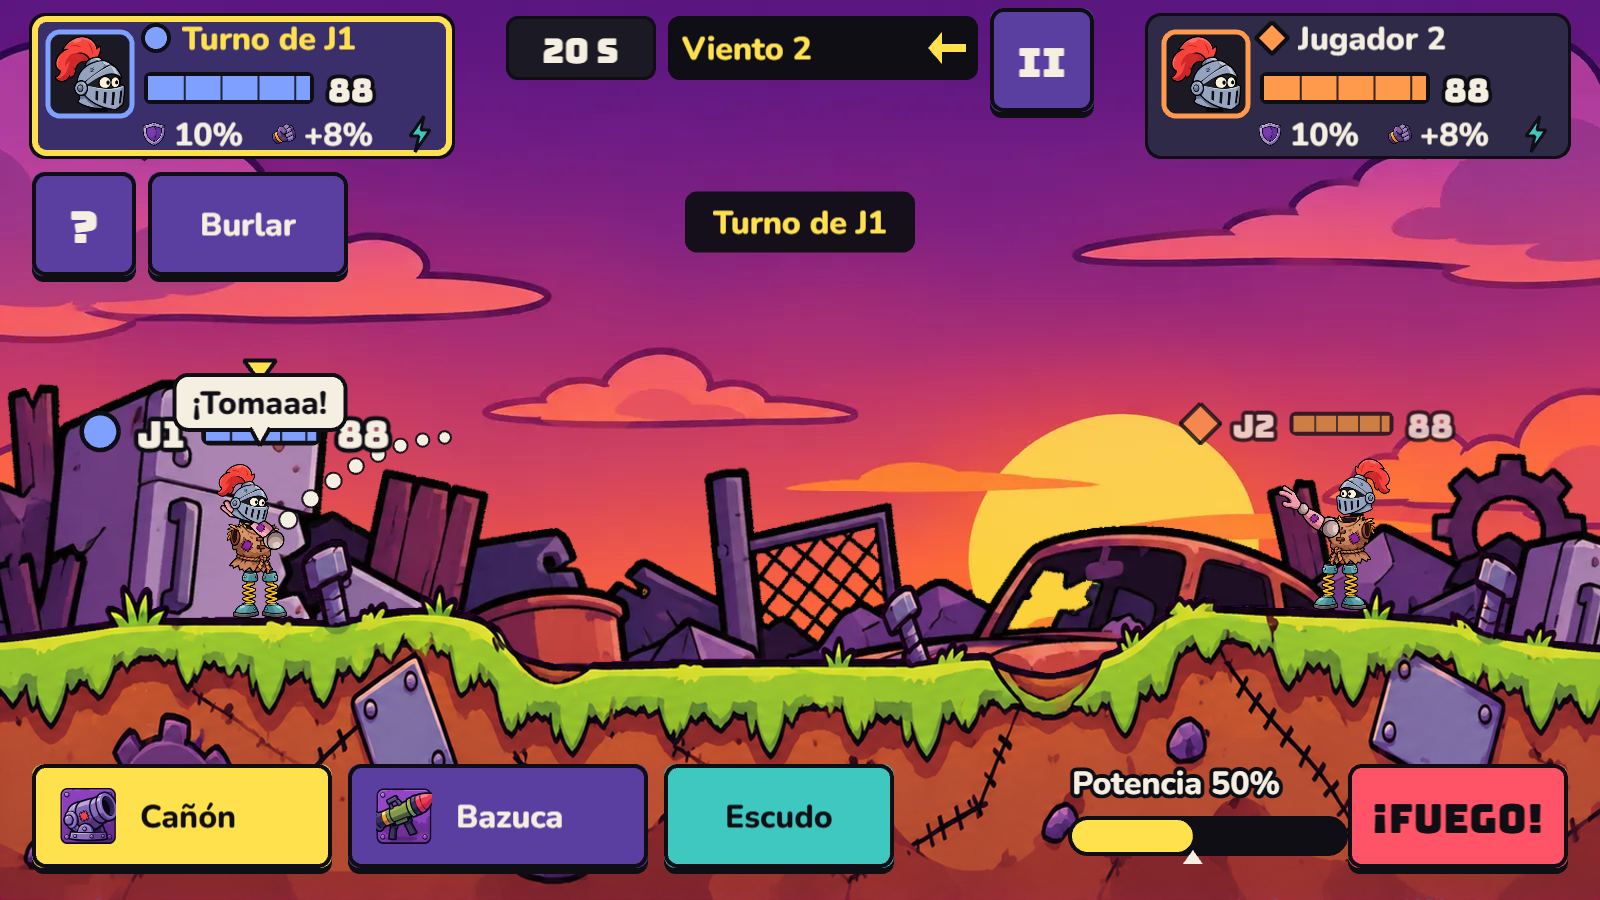 Turno de J1
88
10% +8%
20 S
Viento 2
II
Jugador 2
88
10% +8%
?
Burlar
Turno de J1
¡Tomaaa!
J1 88
J2 88
Cañón
Bazuca
Escudo
Potencia 50%
¡FUEGO!